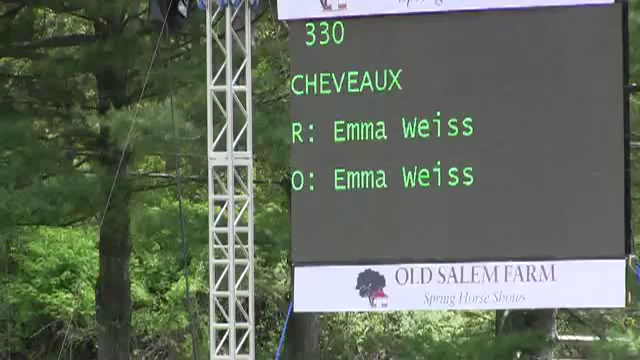 330
CHEVEAUX
R: Emma Weiss
O: Emma Weiss
OLD SALEM FARM
Spring Horse Shows